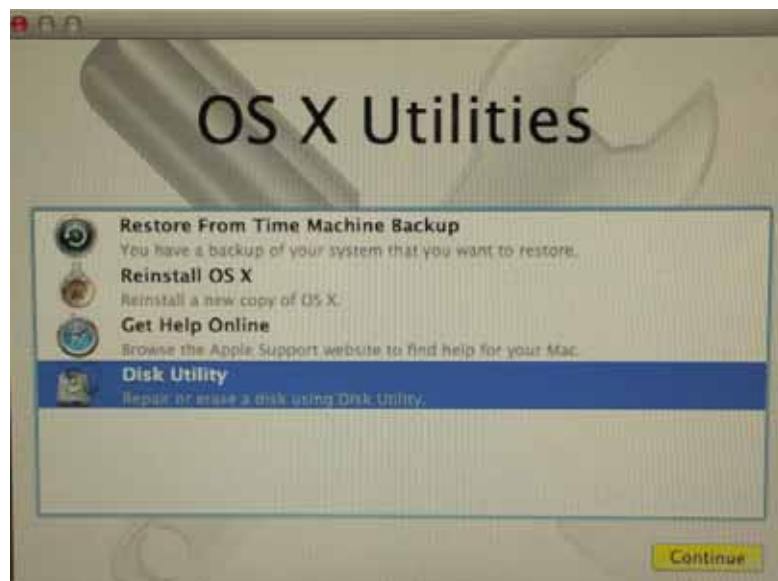 OS X Utilities
Restore From Time Machine Backup
You have a backup of your system that you want to restore.
Reinstall OS X
Reinstall a new copy of OS X.
Get Help Online
Browse the Apple Support website to find help for your Mac.
Disk Utility
Repair or erase a disk using Disk Utility.
Continue